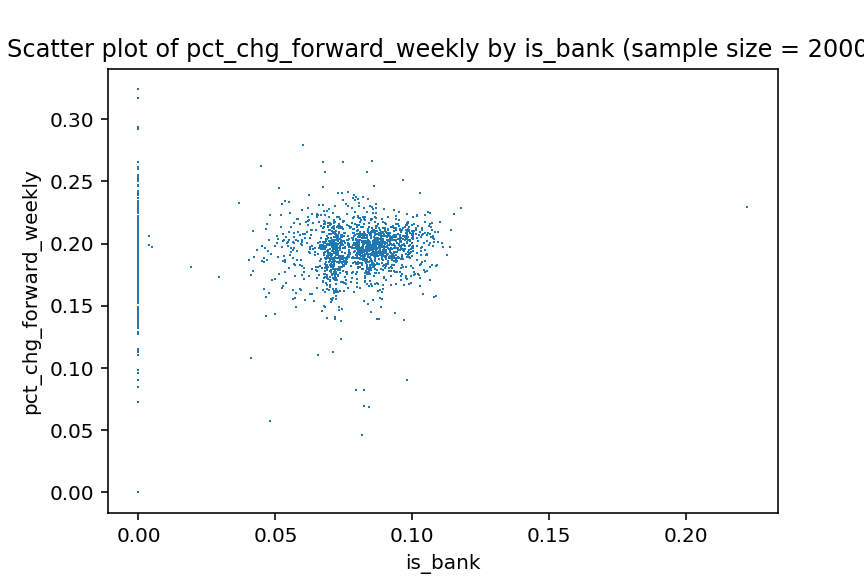 Scatter plot of pct_chg_forward_weekly by is_bank (sample size = 2000
pct_chg_forward_weekly
0.30
0.25
0.20
0.15
0.10
0.05
0.00
0.00 0.05 0.10 0.15 0.20
is_bank